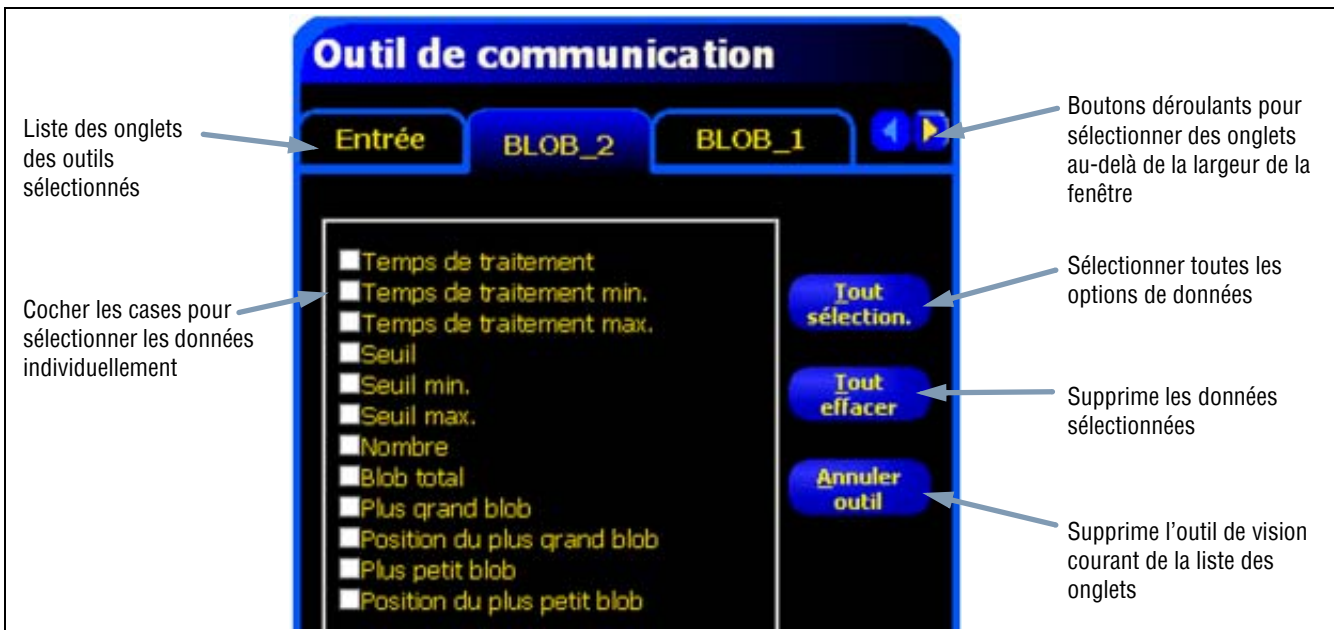 Outil de communication
Liste des onglets
des outils
sélectionnés
Entrée
BLOB_2
BLOB_1
Boutons déroulants pour
sélectionner des onglets
au-delà de la largeur de la
fenêtre
Cocher les cases pour
sélectionner les données
individuellement
Temps de traitement
Temps de traitement min.
Temps de traitement max.
Seuil
Seuil min.
Seuil max.
Nombre
Blob total
Plus grand blob
Position du plus grand blob
Plus petit blob
Position du plus petit blob
Tout
sélection.
Sélectionner toutes les
options de données
Tout
effacer
Supprime les données
sélectionnées
Annuler
outil
Supprime l’outil de vision
courant de la liste des
onglets